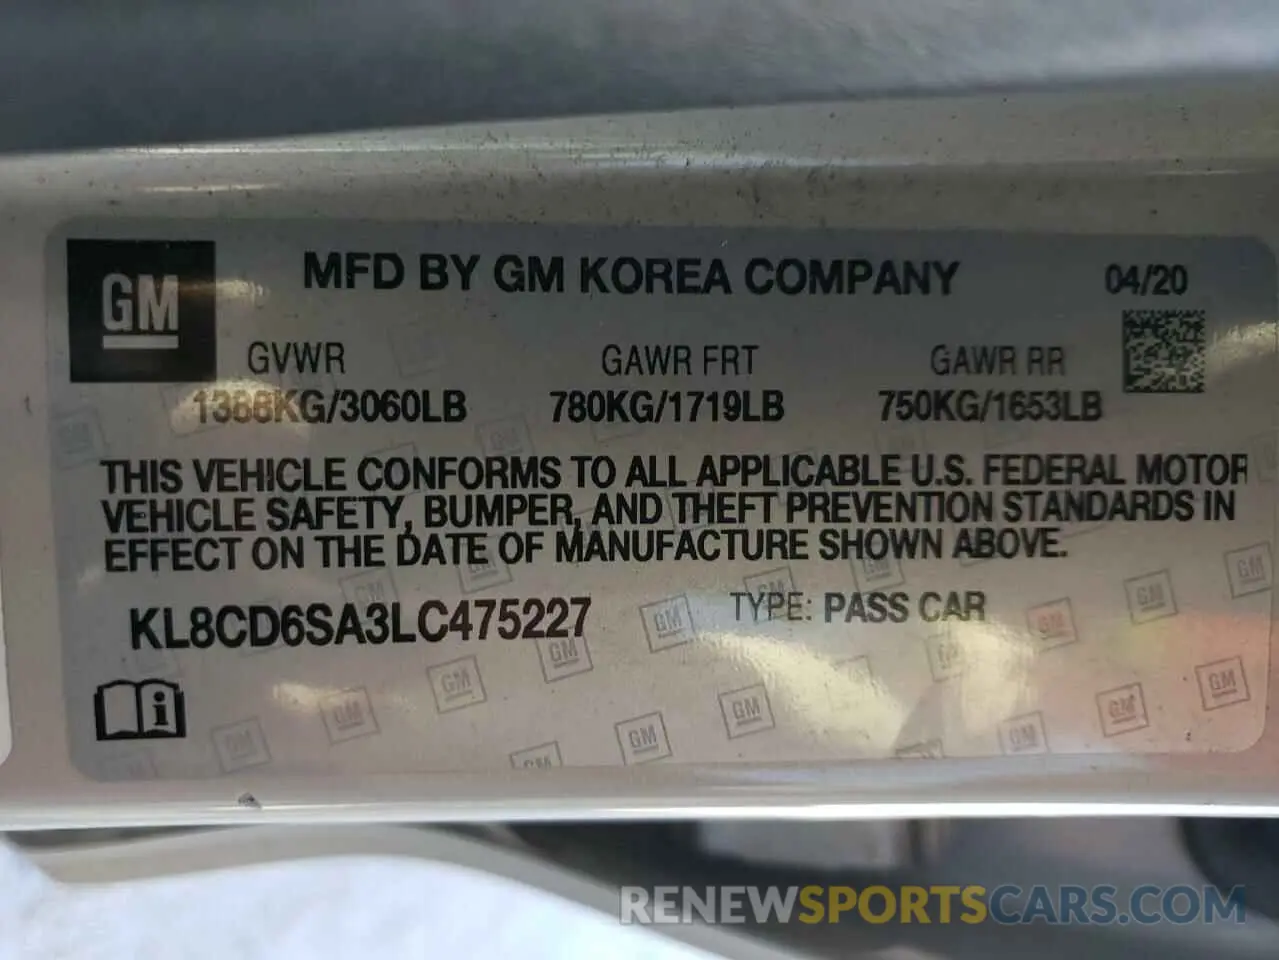 GM
MFD BY GM KOREA COMPANY 04/20
GVWR GAWR FRT GAWR RR
1388KG/3060LB 780KG/1719LB 750KG/1653LB
THIS VEHICLE CONFORMS TO ALL APPLICABLE U.S. FEDERAL MOTOR
VEHICLE SAFETY, BUMPER, AND THEFT PREVENTION STANDARDS IN
EFFECT ON THE DATE OF MANUFACTURE SHOWN ABOVE.
KL8CD6SA3LC475227 TYPE: PASS CAR
RENEWSPORTSCARS.COM